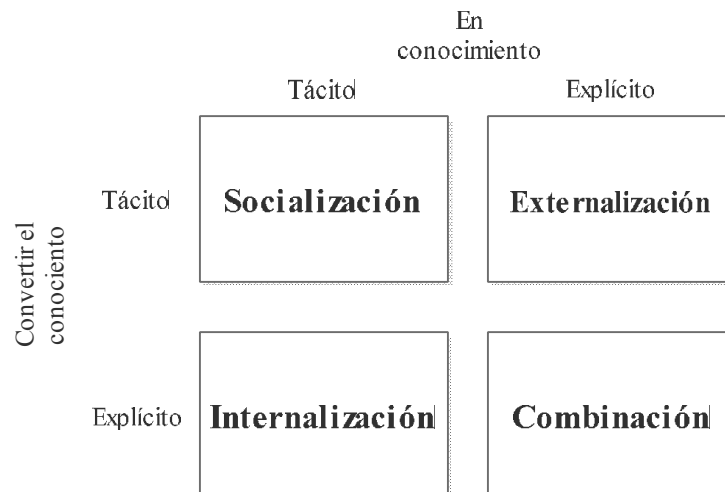 En
conocimiento
Tácito
Explícito
Convertir el
conociento
Tácito
Socialización
Externalización
Explícito
Internalización
Combinación